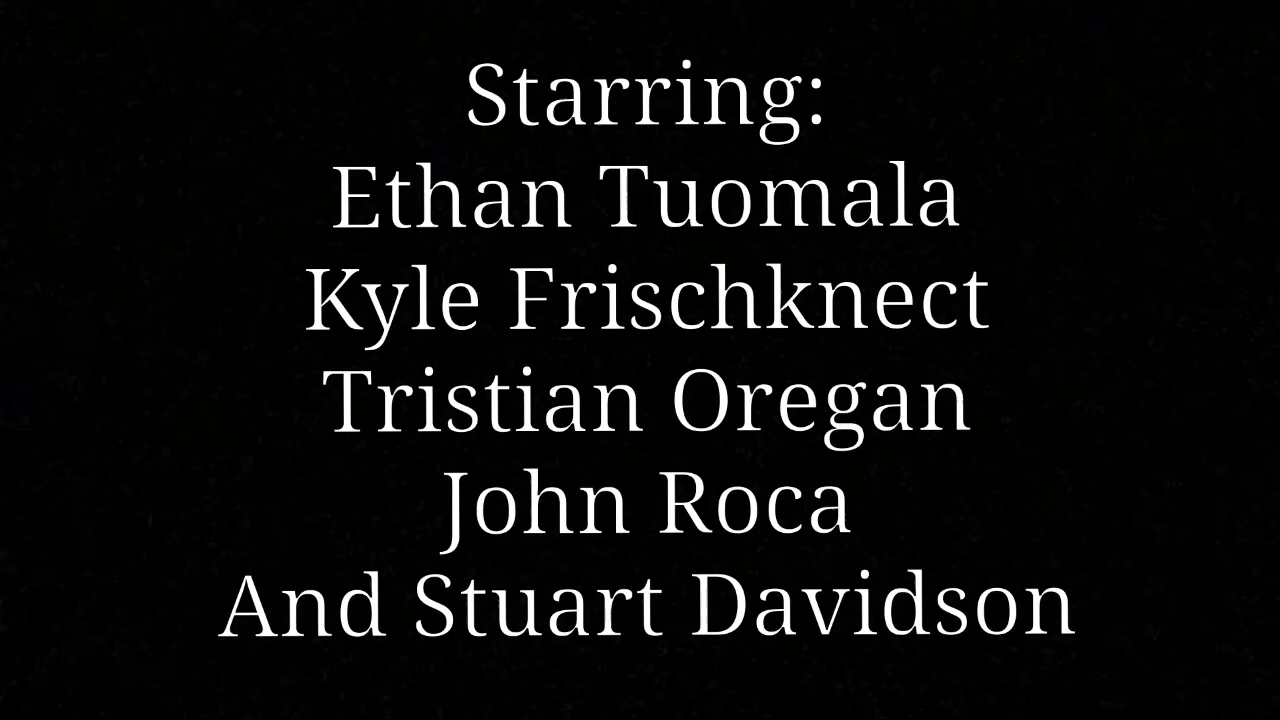 Starring:
Ethan Tuomala
Kyle Frischknect
Tristian Oregan
John Roca
And Stuart Davidson